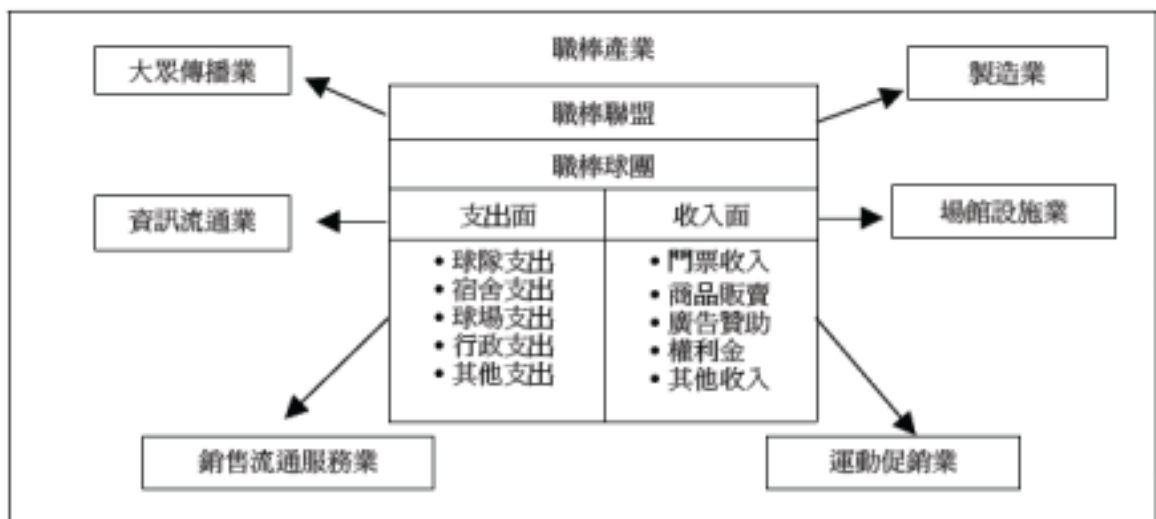 職棒產業
大眾傳播業
製造業
職棒聯盟
職棒球團
資訊流通業
支出面
收入面
場館設施業
•球隊支出
•宿舍支出
•球場支出
•行政支出
•其他支出
•門票收入
•商品販賣
•廣告贊助
•權利金
•其他收入
銷售流通服務業
運動促銷業